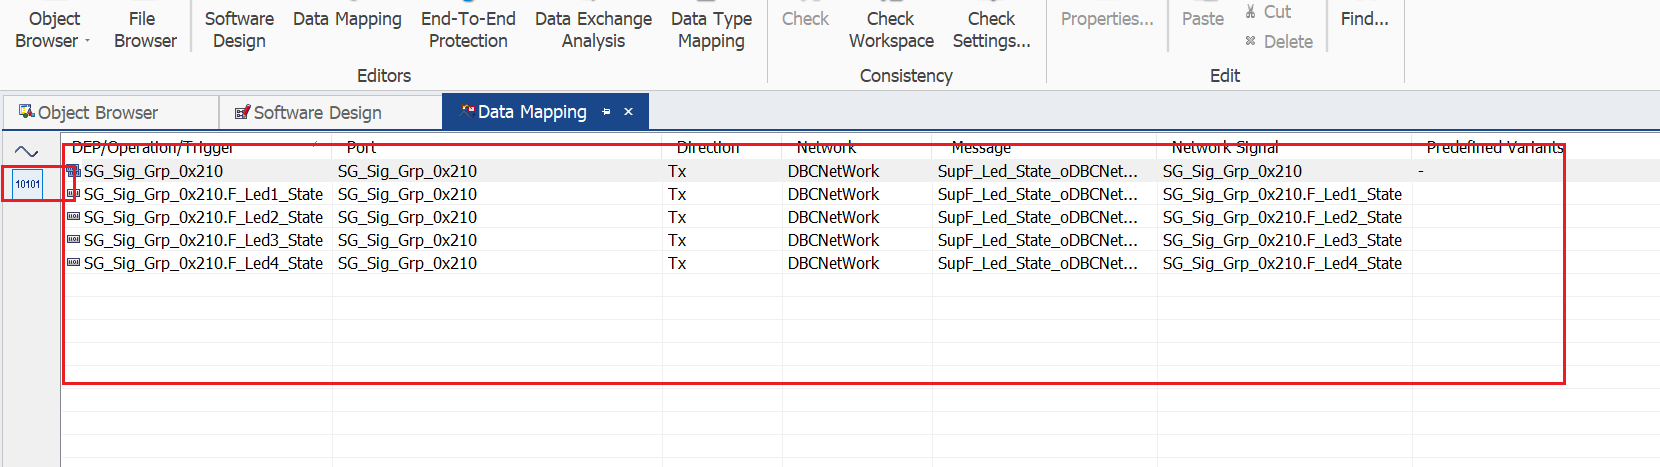 Object Browser
File Browser
Software Design
Data Mapping
End-To-End Protection
Data Exchange Analysis
Data Type Mapping
Check
Check Workspace
Check Settings...
Properties...
Paste
Cut
Delete
Find...
Editors
Consistency
Edit
Object Browser
Software Design
Data Mapping
DEP/Operation/Trigger Port Direction Network Message Network Signal Predefined Variants
SG_Sig_Grp_0x210 SG_Sig_Grp_0x210 Tx DBCNetWork SupF_Led_State_oDBCNet... SG_Sig_Grp_0x210 -
10101
SG_Sig_Grp_0x210.F_Led1_State SG_Sig_Grp_0x210 Tx DBCNetWork SupF_Led_State_oDBCNet... SG_Sig_Grp_0x210.F_Led1_State
SG_Sig_Grp_0x210.F_Led2_State SG_Sig_Grp_0x210 Tx DBCNetWork SupF_Led_State_oDBCNet... SG_Sig_Grp_0x210.F_Led2_State
SG_Sig_Grp_0x210.F_Led3_State SG_Sig_Grp_0x210 Tx DBCNetWork SupF_Led_State_oDBCNet... SG_Sig_Grp_0x210.F_Led3_State
SG_Sig_Grp_0x210.F_Led4_State SG_Sig_Grp_0x210 Tx DBCNetWork SupF_Led_State_oDBCNet... SG_Sig_Grp_0x210.F_Led4_State